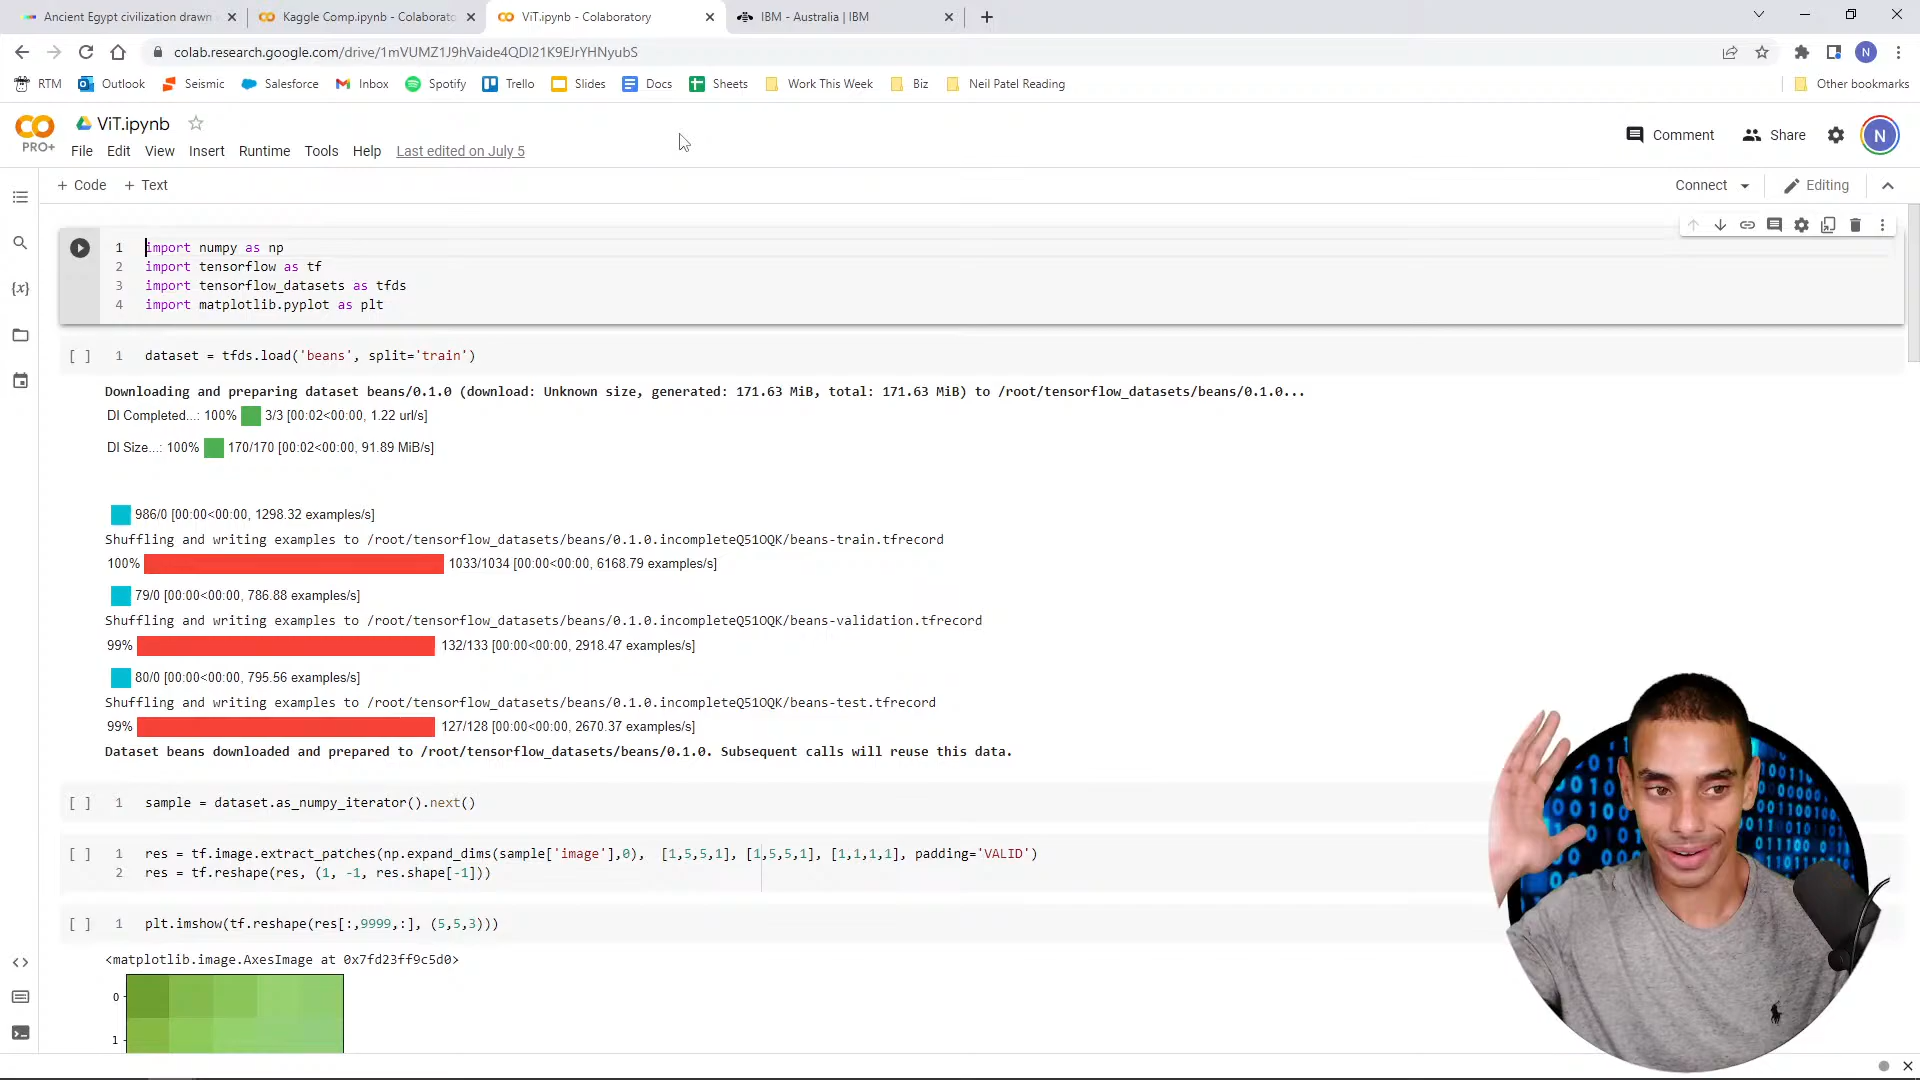 Ancient Egypt civilization drawn
Kaggle Comp.ipynb - Colaborato
ViT.ipynb - Colaboratory
IBM - Australia | IBM
colab.research.google.com/drive/1mVUMZ1J9hVaide4QDI21K9EJrYHNyubS
N
RTM Outlook Seismic Salesforce Inbox Spotify Trello Slides Docs Sheets Work This Week Biz Neil Patel Reading Other bookmarks
CO
PRO+
ViT.ipynb
Comment Share N
File Edit View Insert Runtime Tools Help Last edited on July 5
+ Code + Text Connect Editing
1 import numpy as np
2 import tensorflow as tf
3 import tensorflow_datasets as tfds
4 import matplotlib.pyplot as plt
{x}
[ ] 1 dataset = tfds.load('beans', split='train')
Downloading and preparing dataset beans/0.1.0 (download: Unknown size, generated: 171.63 MiB, total: 171.63 MiB) to /root/tensorflow_datasets/beans/0.1.0...
Dl Completed...: 100% 3/3 [00:02<00:00, 1.22 url/s]
Dl Size...: 100% 170/170 [00:02<00:00, 91.89 MiB/s]
986/0 [00:00<00:00, 1298.32 examples/s]
Shuffling and writing examples to /root/tensorflow_datasets/beans/0.1.0.incompleteQ51OQK/beans-train.tfrecord
100% 1033/1034 [00:00<00:00, 6168.79 examples/s]
79/0 [00:00<00:00, 786.88 examples/s]
Shuffling and writing examples to /root/tensorflow_datasets/beans/0.1.0.incompleteQ51OQK/beans-validation.tfrecord
99% 132/133 [00:00<00:00, 2918.47 examples/s]
80/0 [00:00<00:00, 795.56 examples/s]
Shuffling and writing examples to /root/tensorflow_datasets/beans/0.1.0.incompleteQ51OQK/beans-test.tfrecord
99% 127/128 [00:00<00:00, 2670.37 examples/s]
Dataset beans downloaded and prepared to /root/tensorflow_datasets/beans/0.1.0. Subsequent calls will reuse this data.
[ ] 1 sample = dataset.as_numpy_iterator().next()
[ ] 1 res = tf.image.extract_patches(np.expand_dims(sample['image'],0),  [1,5,5,1], [1,5,5,1], [1,1,1,1], padding='VALID')
2 res = tf.reshape(res, (1, -1, res.shape[-1]))
[ ] 1 plt.imshow(tf.reshape(res[:,9999,:], (5,5,3)))
<matplotlib.image.AxesImage at 0x7fd23ff9c5d0>
0
1